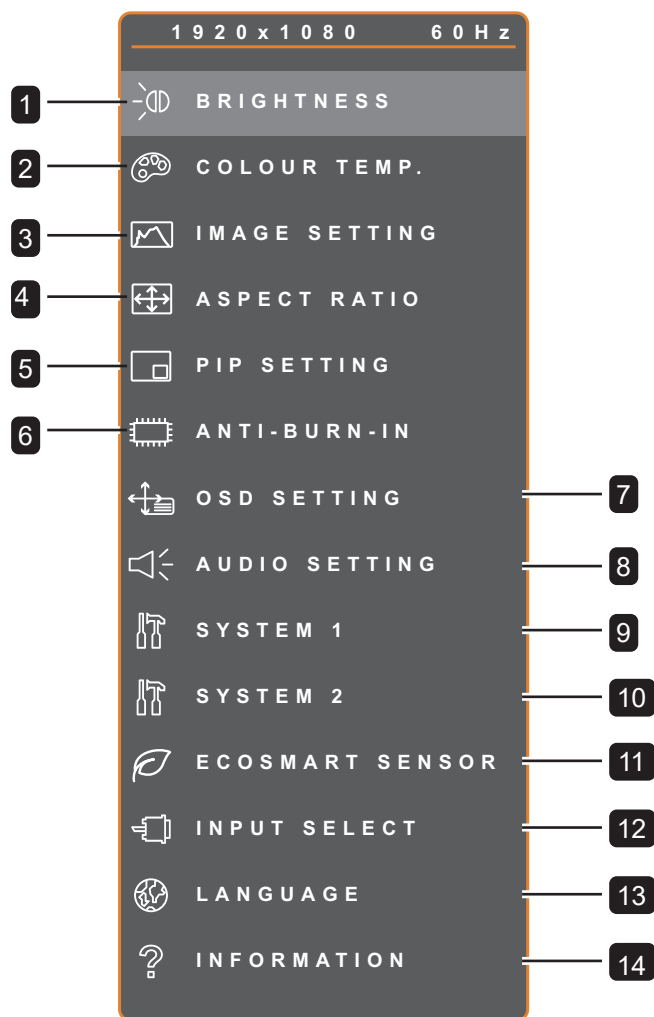 1920x1080 60Hz
1 BRIGHTNESS
2 COLOUR TEMP.
3 IMAGE SETTING
4 ASPECT RATIO
5 PIP SETTING
6 ANTI-BURN-IN
OSD SETTING 7
AUDIO SETTING 8
SYSTEM 1 9
SYSTEM 2 10
ECOSMART SENSOR 11
INPUT SELECT 12
LANGUAGE 13
INFORMATION 14